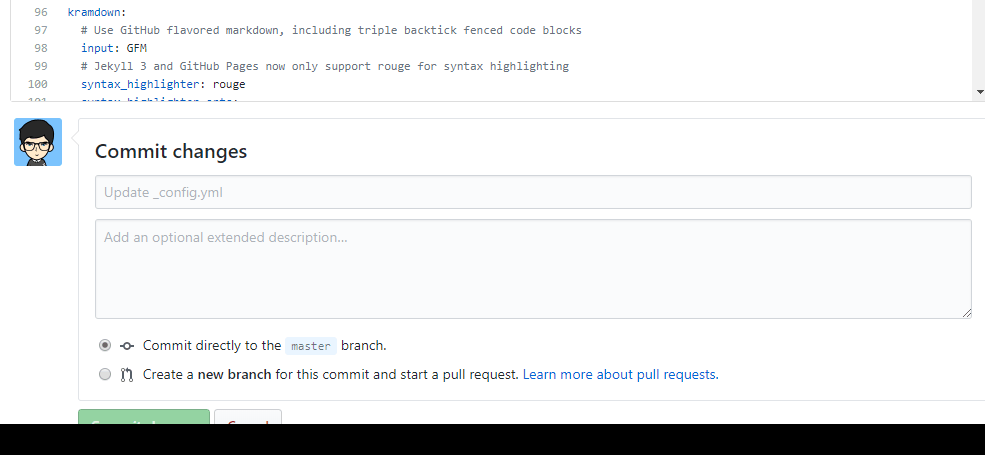 96 kramdown:
97 # Use GitHub flavored markdown, including triple backtick fenced code blocks
98 input: GFM
99 # Jekyll 3 and GitHub Pages now only support rouge for syntax highlighting
100 syntax_highlighter: rouge
Commit changes
Update _config.yml
Add an optional extended description...
Commit directly to the master branch.
Create a new branch for this commit and start a pull request. Learn more about pull requests.